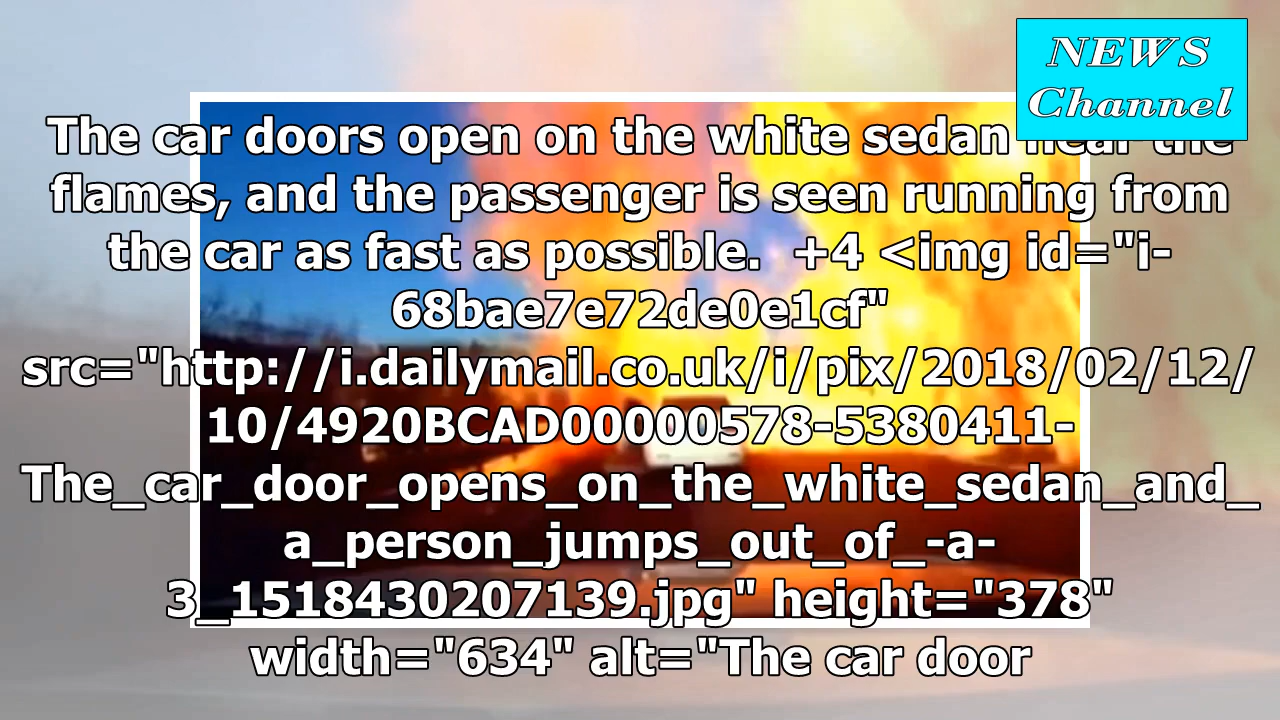 NEWS
Channel
The car doors open on the white sedan near the
flames, and the passenger is seen running from
the car as fast as possible.  +4 <img id="i-
68bae7e72de0e1cf"
src="http://i.dailymail.co.uk/i/pix/2018/02/12/
10/4920BCAD00000578-5380411-
The_car_door_opens_on_the_white_sedan_and_
a_person_jumps_out_of_-a-
3_1518430207139.jpg" height="378"
width="634" alt="The car door